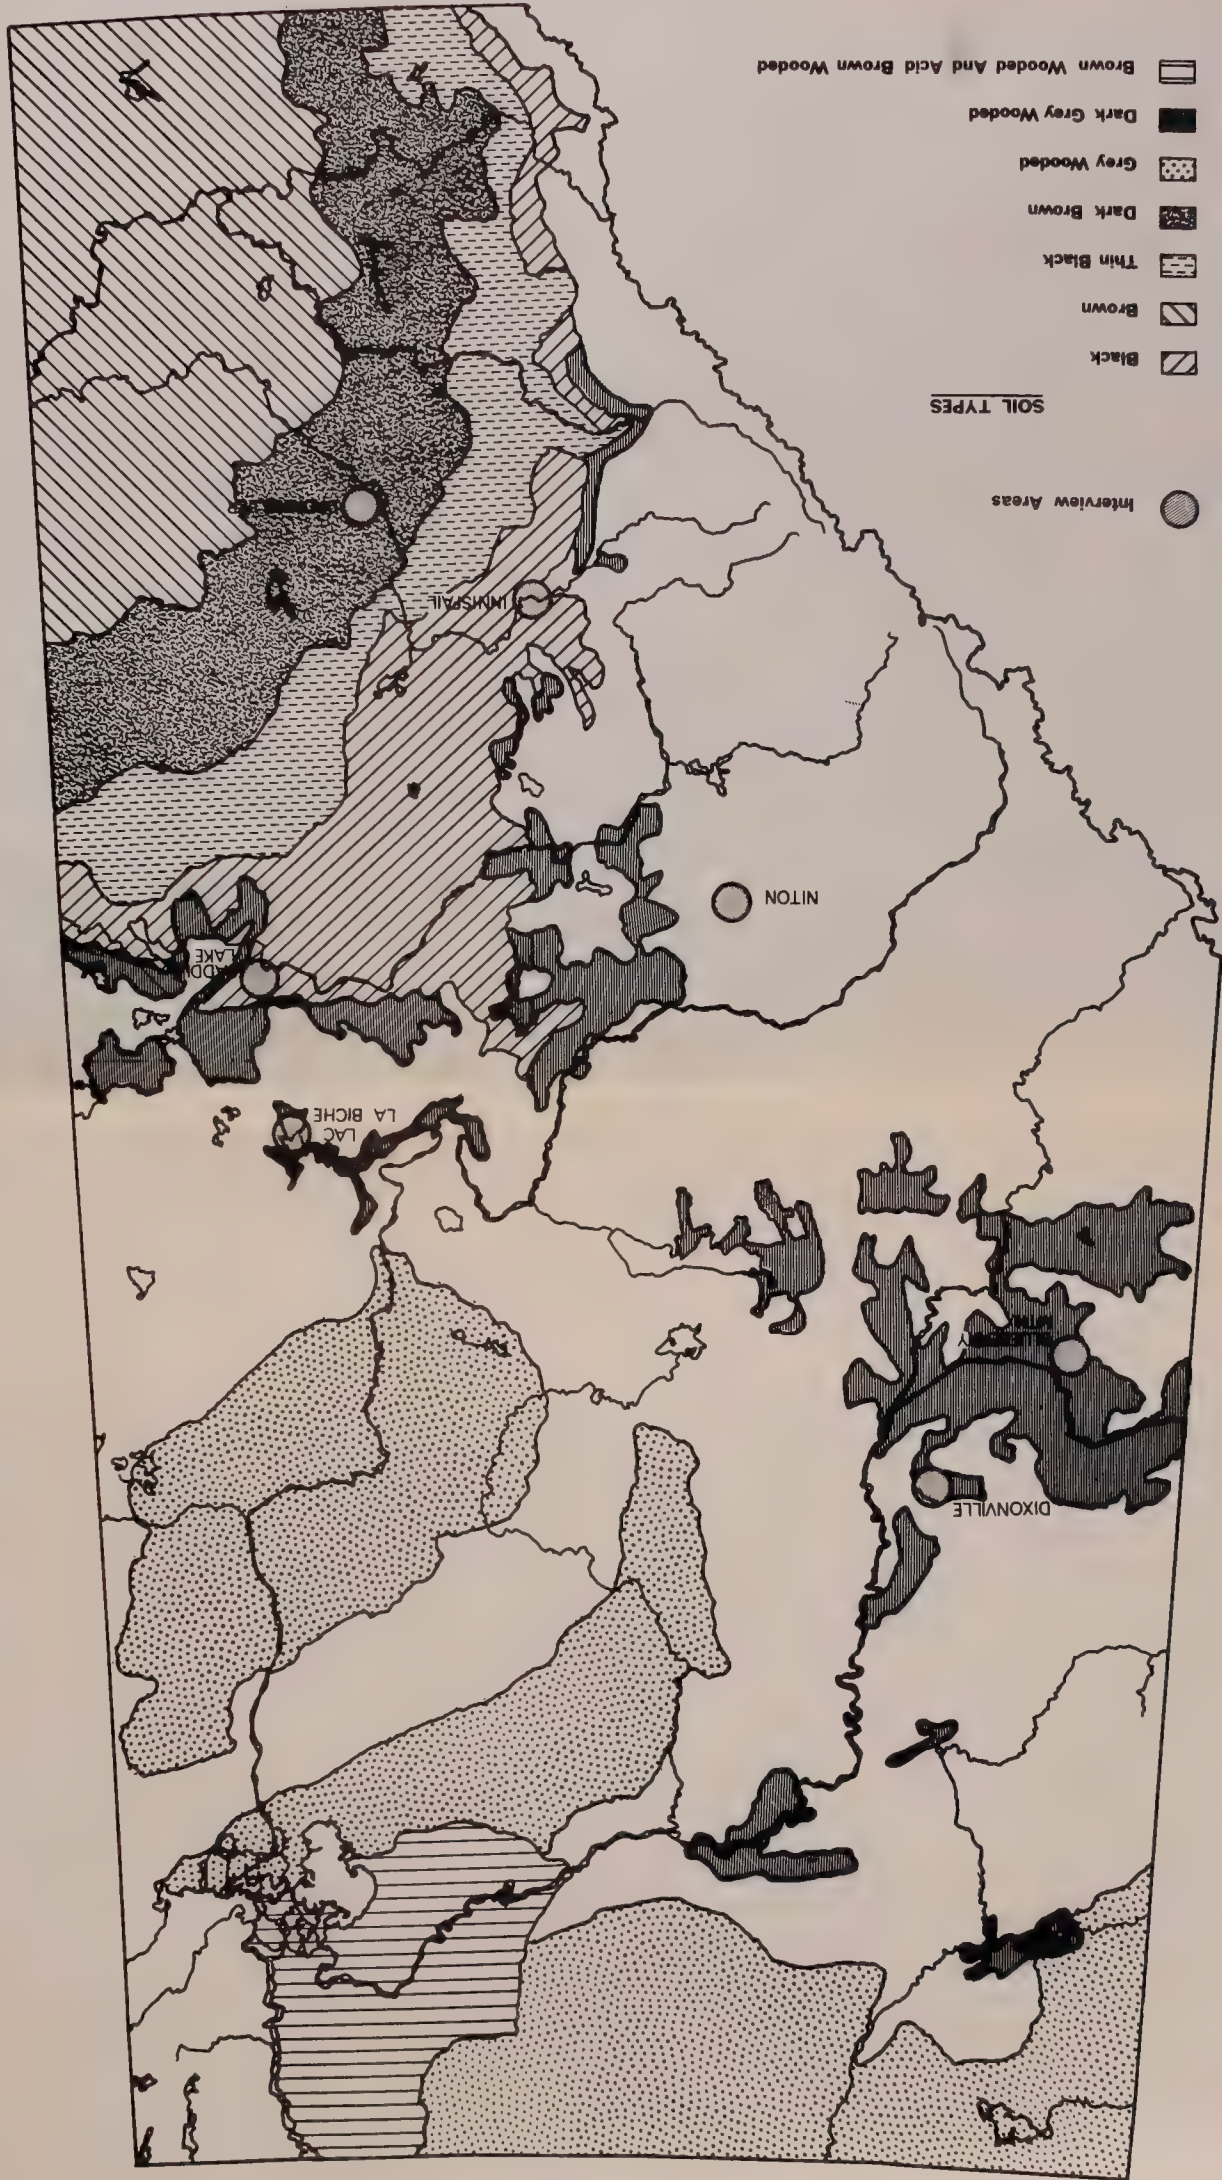 DIXONVILLE
LAC
LA BICHE
LAKE
NITON
INNISFAIL
Interview Areas
SOIL TYPES
Black
Brown
Thin Black
Dark Brown
Grey Wooded
Dark Grey Wooded
Brown Wooded And Acid Brown Wooded